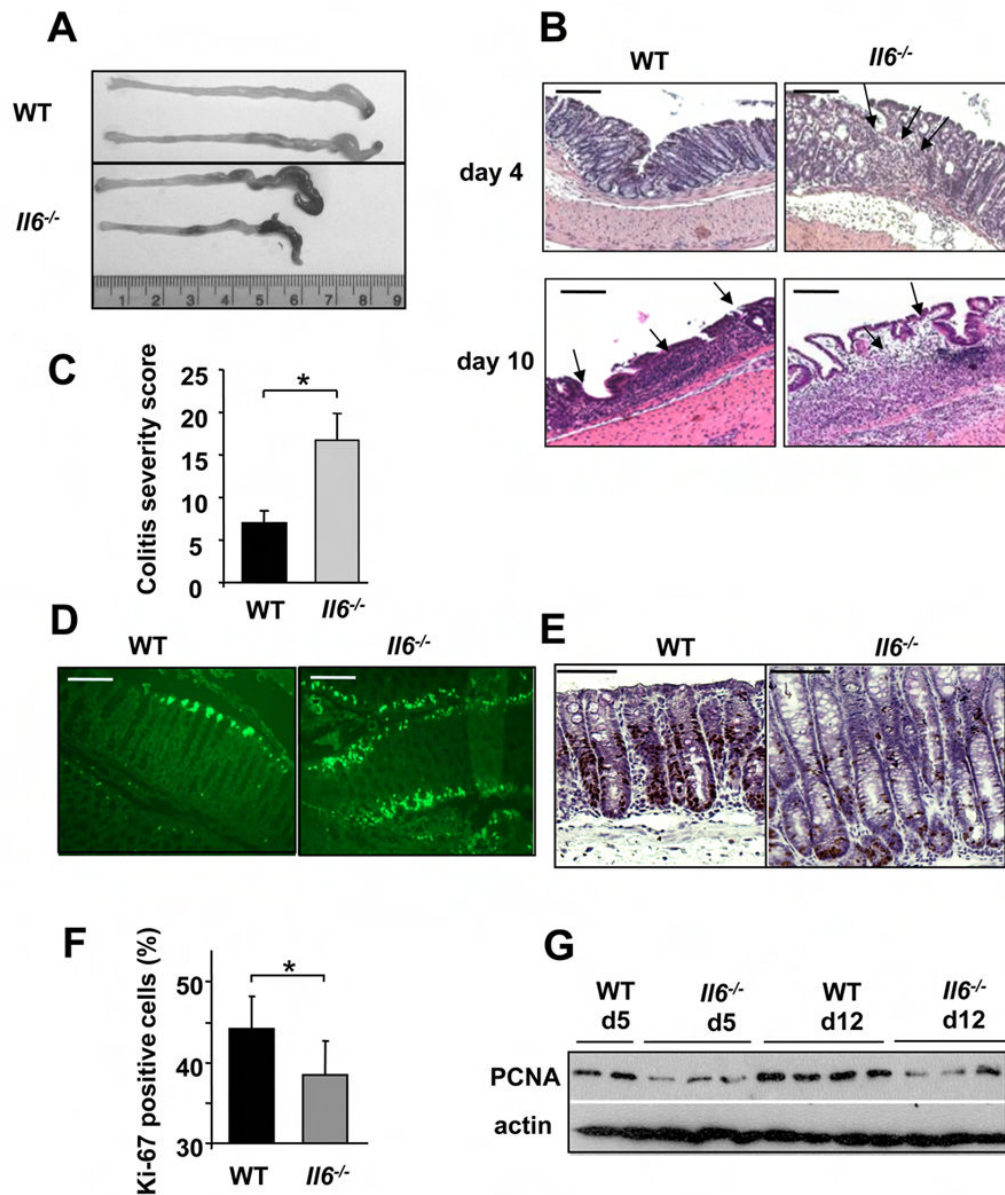 A
WT
Il6-/-
1 2 3 4 5 6 7 8 9
B
WT Il6-/-
day 4
day 10
C
Colitis severity score
25
20
15
10
5
0
*
WT Il6-/-
D
WT Il6-/-
E
WT Il6-/-
F
Ki-67 positive cells (%)
50
40
30
*
WT Il6-/-
G
WT Il6-/- WT Il6-/-
d5 d5 d12 d12
PCNA
actin